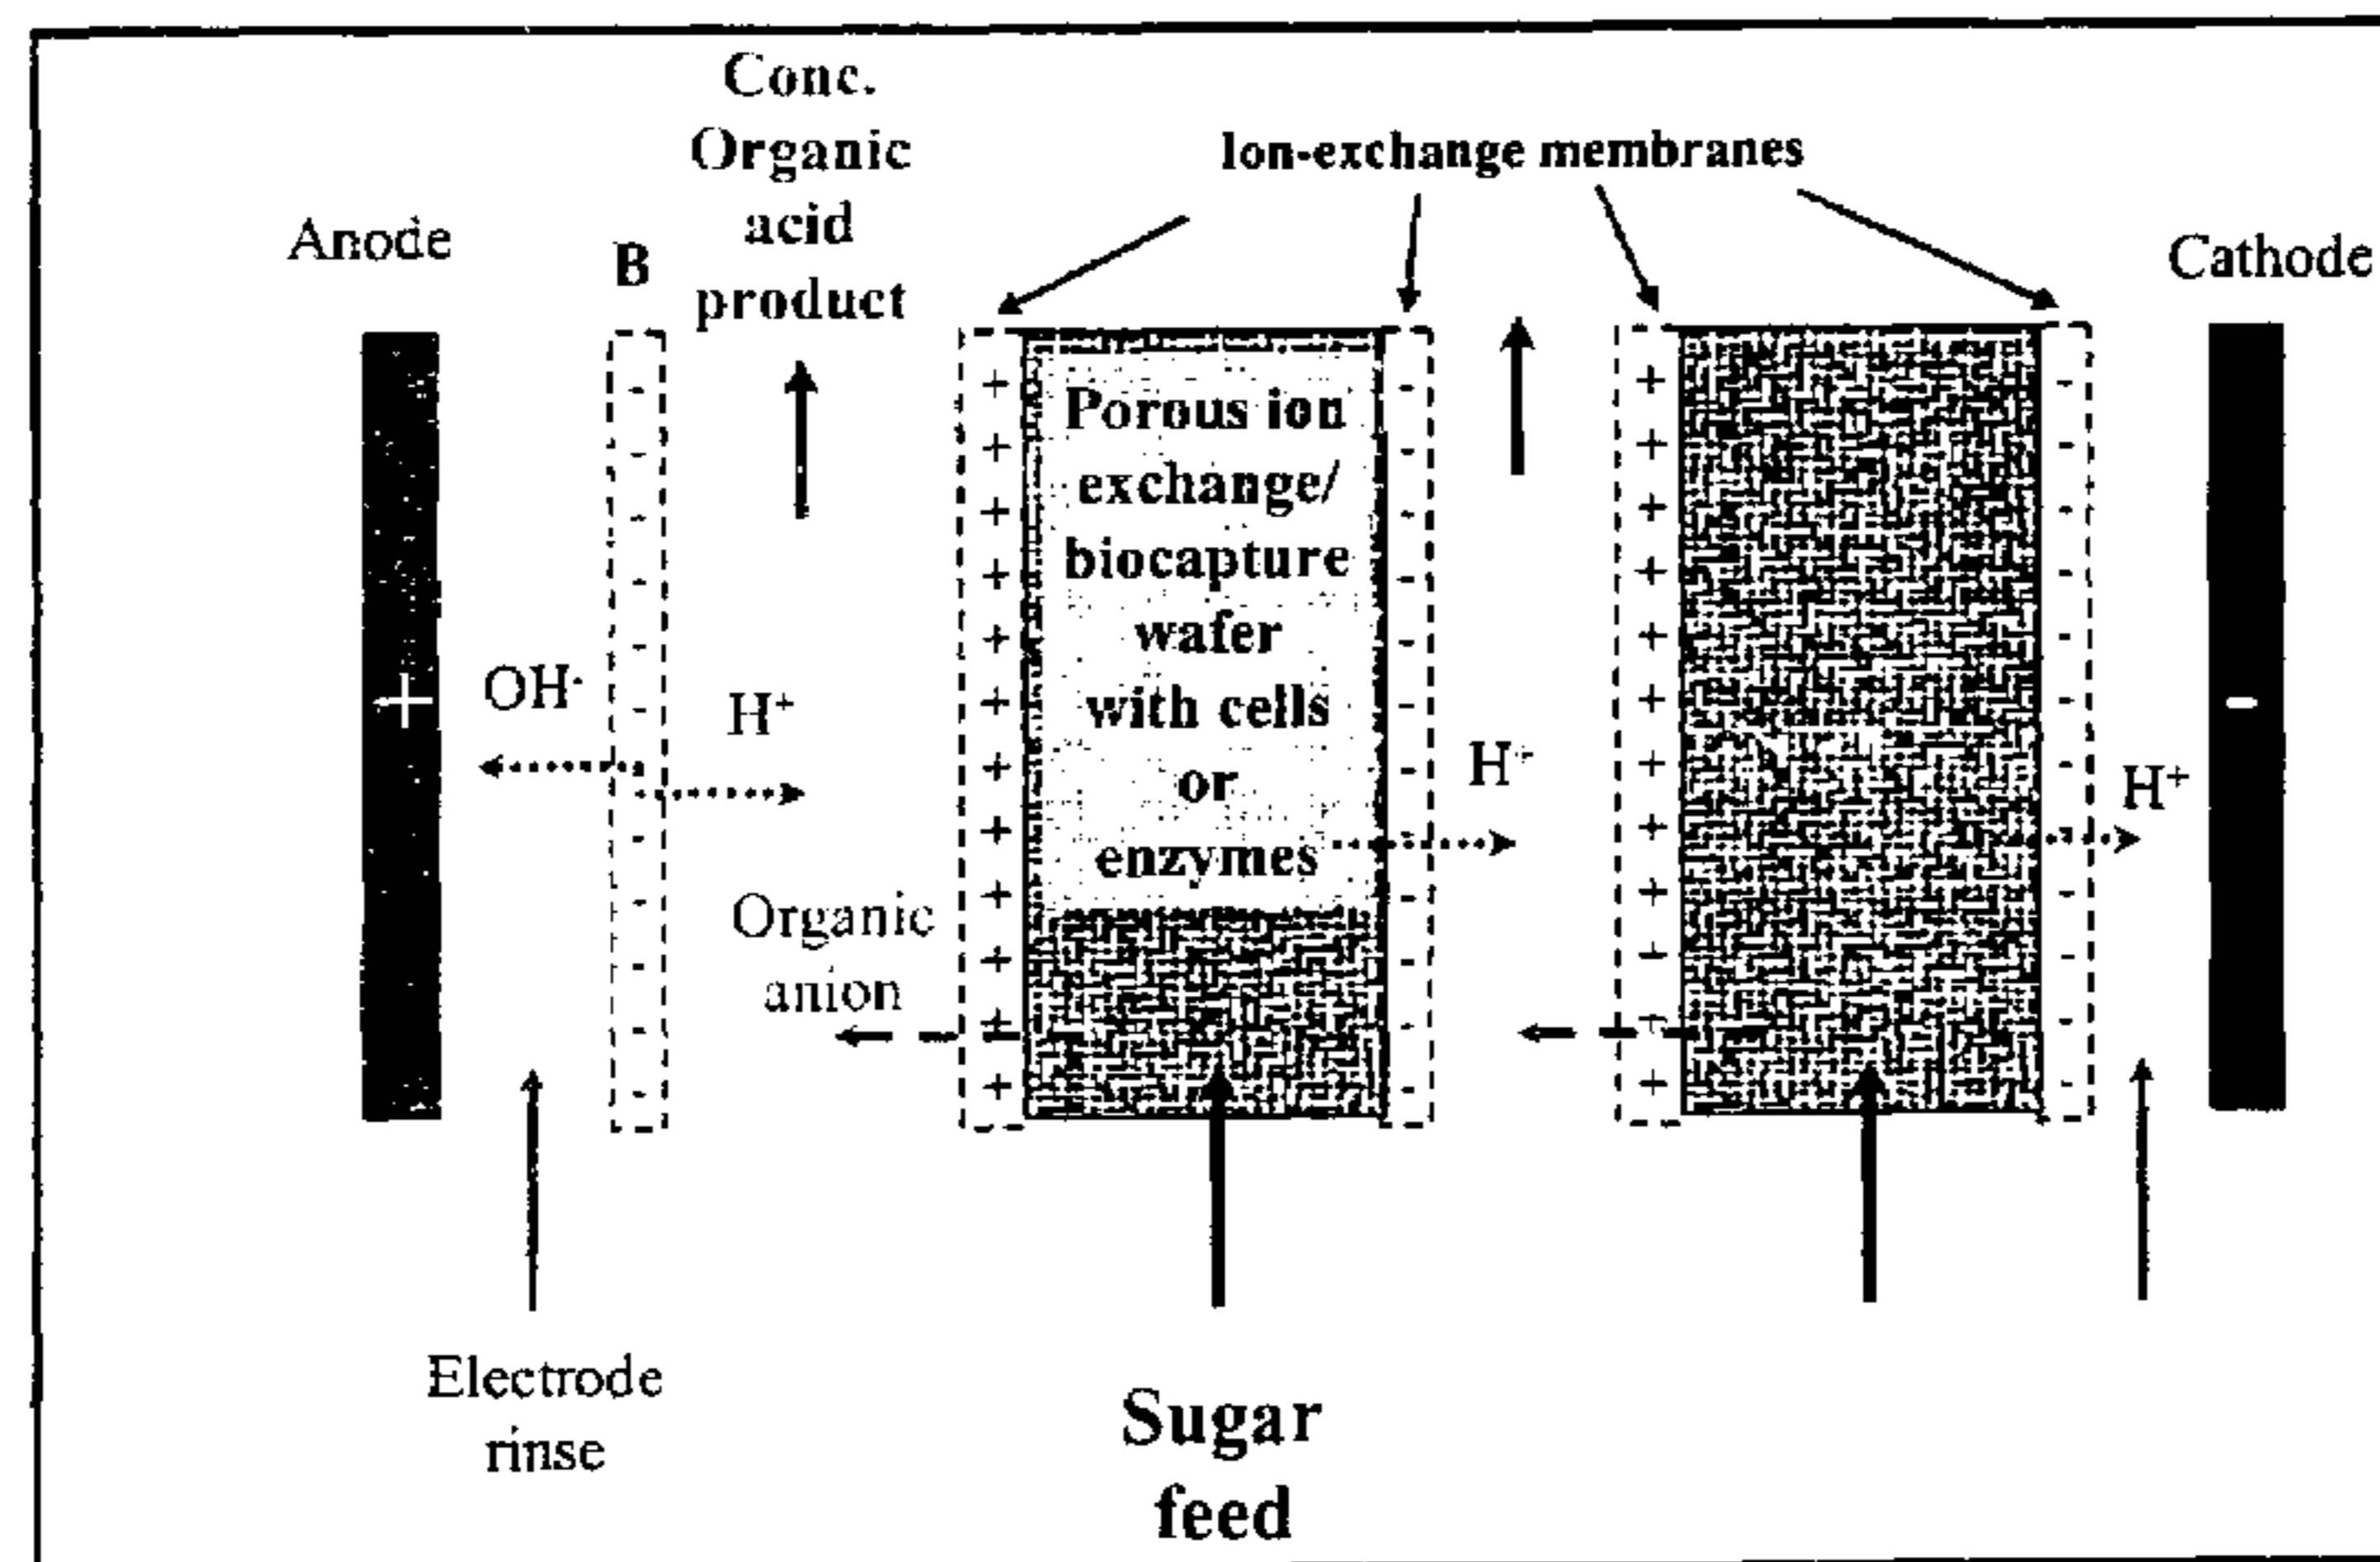 Conc.
Organic
acid
product
Ion-exchange membranes
Anode
B
Cathode
Porous ion
exchange/
biocapture
wafer
with cells
or
enzymes
+
-
OH-
H+
H+
H+
Organic
anion
Electrode
rinse
Sugar
feed